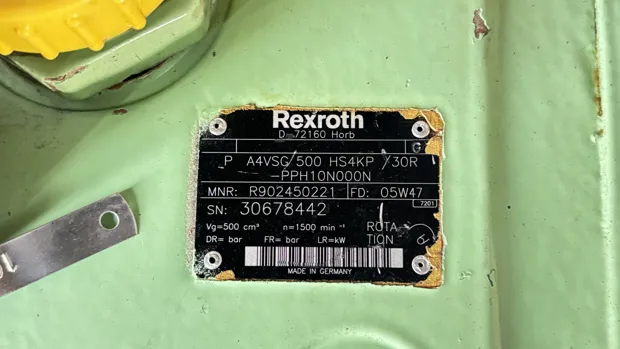 Rexroth
D-72160 Horb
G
P A4VSG/500 HS4KP /30R
-PPH10N000N
MNR: R902450221 FD: 05W47
7201
SN: 30678442
Vg=500 cm³ n=1500 min⁻¹ ROTA
DR= bar FR= bar LR=kW TION
MADE IN GERMANY